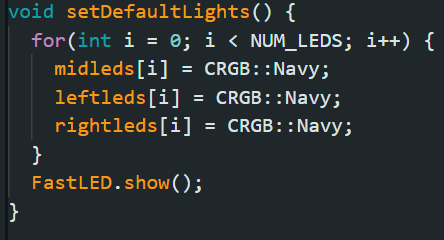 void setDefaultLights() {
  for(int i = 0; i < NUM_LEDS; i++) {
    midleds[i] = CRGB::Navy;
    leftleds[i] = CRGB::Navy;
    rightleds[i] = CRGB::Navy;
  }
  FastLED.show();
}